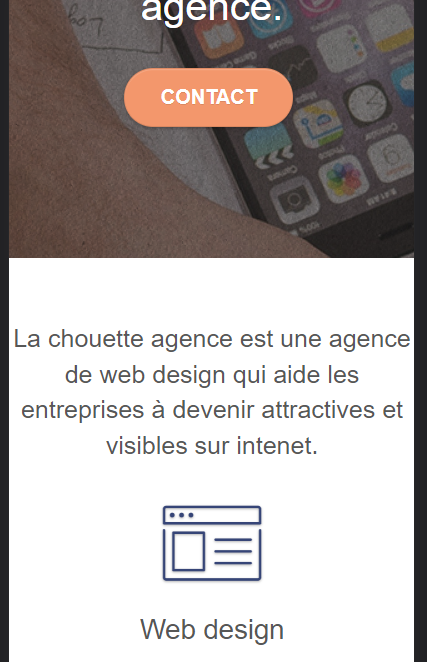 agence.
CONTACT
La chouette agence est une agence
de web design qui aide les
entreprises à devenir attractives et
visibles sur intenet.
Web design